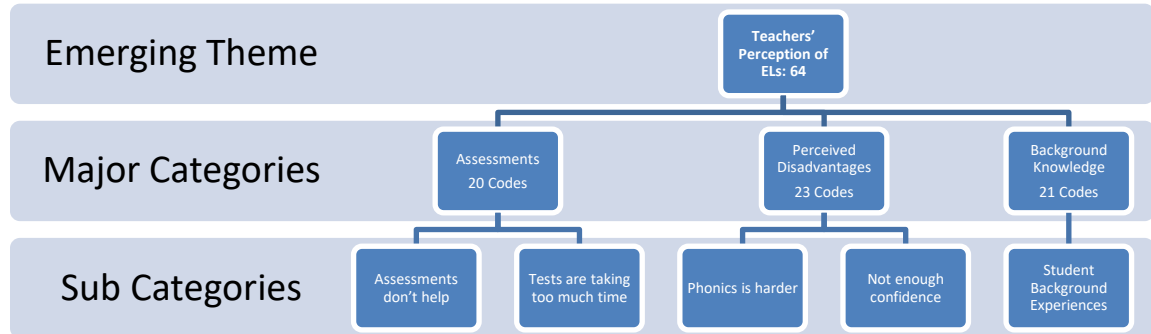 Emerging Theme
Teachers’
Perception of
ELs: 64
Major Categories
Assessments
20 Codes
Perceived
Disadvantages
23 Codes
Background
Knowledge
21 Codes
Sub Categories
Assessments
don’t help
Tests are taking
too much time
Phonics is harder
Not enough
confidence
Student
Background
Experiences